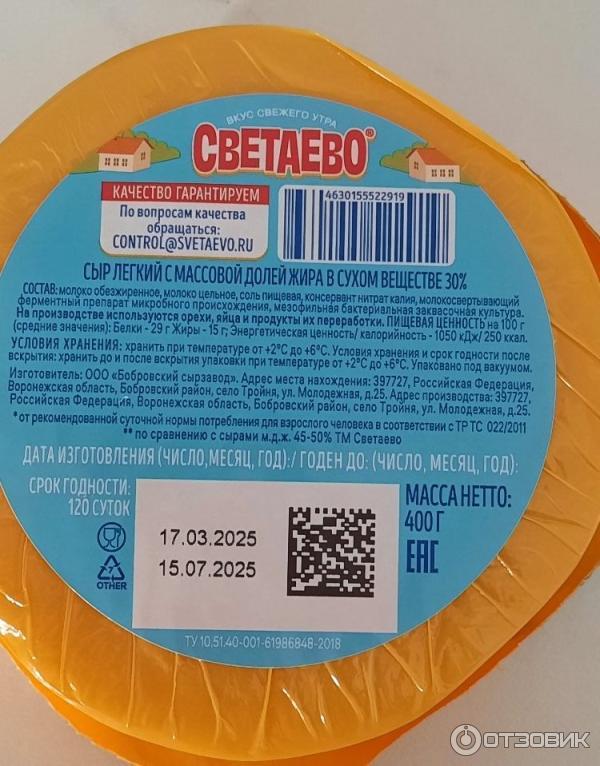 ВКУС СВЕЖЕГО УТРА
СВЕТАЕВО®
КАЧЕСТВО ГАРАНТИРУЕМ
По вопросам качества
обращаться:
CONTROL@SVETAEVO.RU
4630155522919
СЫР ЛЕГКИЙ С МАССОВОЙ ДОЛЕЙ ЖИРА В СУХОМ ВЕЩЕСТВЕ 30%
СОСТАВ: молоко обезжиренное, молоко цельное, соль пищевая, консервант нитрат калия, молокосвертывающий
ферментный препарат микробного происхождения, мезофильная бактериальная заквасочная культура.
На производстве используются орехи, яйца и продукты их переработки. ПИЩЕВАЯ ЦЕННОСТЬ на 100 г
(средние значения): Белки - 29 г Жиры - 15 г; Энергетическая ценность/ калорийность - 1050 кДж/ 250 ккал.
УСЛОВИЯ ХРАНЕНИЯ: хранить при температуре от +2°С до +6°С. Условия хранения и срок годности после
вскрытия: хранить до и после вскрытия упаковки при температуре от +2°С до +6°С. Упаковано под вакуумом.
Изготовитель: ООО «Бобровский сырзавод». Адрес места нахождения: 397727, Российская Федерация,
Воронежская область, Бобровский район, село Тройня, ул. Молодежная, д.25. Адрес производства: 397727,
Российская Федерация, Воронежская область, Бобровский район, село Тройня, ул. Молодежная, д.25.
*от рекомендованной суточной нормы потребления для взрослого человека в соответствии с ТР ТС 022/2011
** по сравнению с сырами м.д.ж. 45-50% ТМ Светаево
ДАТА ИЗГОТОВЛЕНИЯ (ЧИСЛО,МЕСЯЦ, ГОД):/ ГОДЕН ДО: (ЧИСЛО, МЕСЯЦ, ГОД):
СРОК ГОДНОСТИ:
120 СУТОК
17.03.2025
15.07.2025
МАССА НЕТТО:
400 Г
EAC
7
OTHER
ТУ 10.51.40-001-61986848-2018
ОТЗОВИК